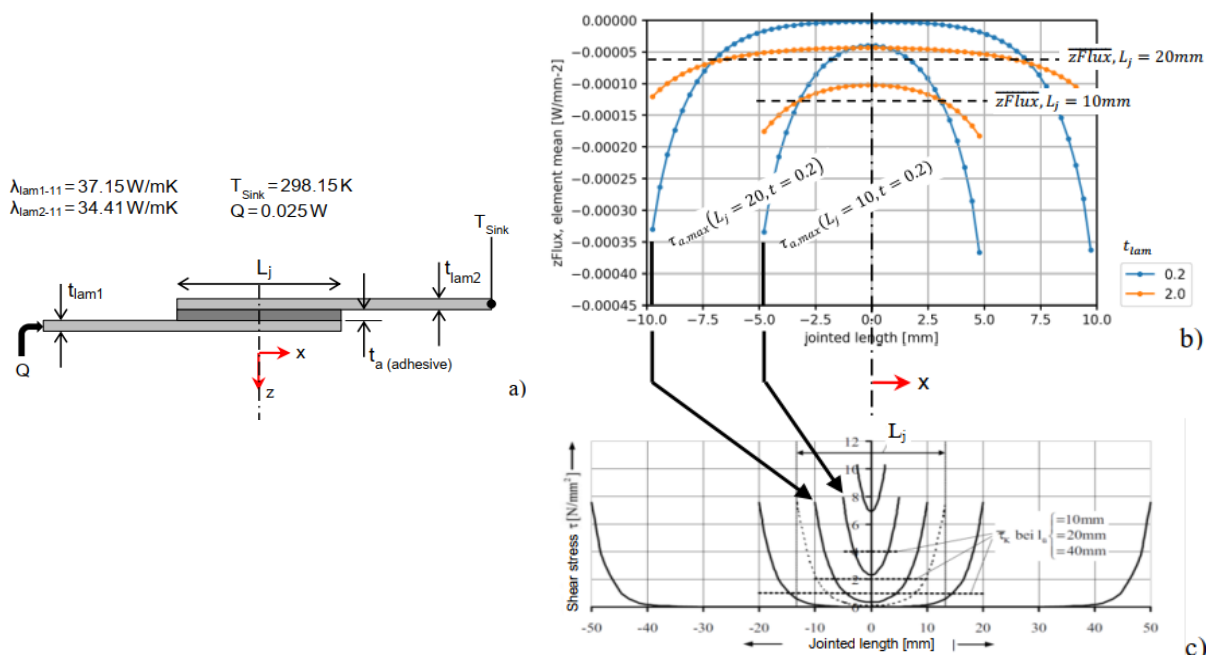 λlam1-11 = 37.15 W/mK
λlam2-11 = 34.41 W/mK
TSink = 298.15 K
Q = 0.025 W
TSink
Lj
tlam2
tlam1
Q
x
z
ta (adhesive)
a)
zFlux, element mean [W/mm-2]
0.00000
−0.00005
−0.00010
−0.00015
−0.00020
−0.00025
−0.00030
−0.00035
−0.00040
−0.00045
zFlux, Lj = 20mm
zFlux, Lj = 10mm
τa,max(Lj = 20, t = 0.2)
τa,max(Lj = 10, t = 0.2)
tlam
0.2
2.0
−10.0 −7.5 −5.0 −2.5 0.0 2.5 5.0 7.5 10.0
jointed length [mm]
b)
x
Shear stress τ [N/mm²]
12
10
8
6
4
2
0
Lj
τK bei lü
=10mm
=20mm
=40mm
-50 -40 -30 -20 -10 0 10 20 30 40 50
Jointed length [mm]
c)